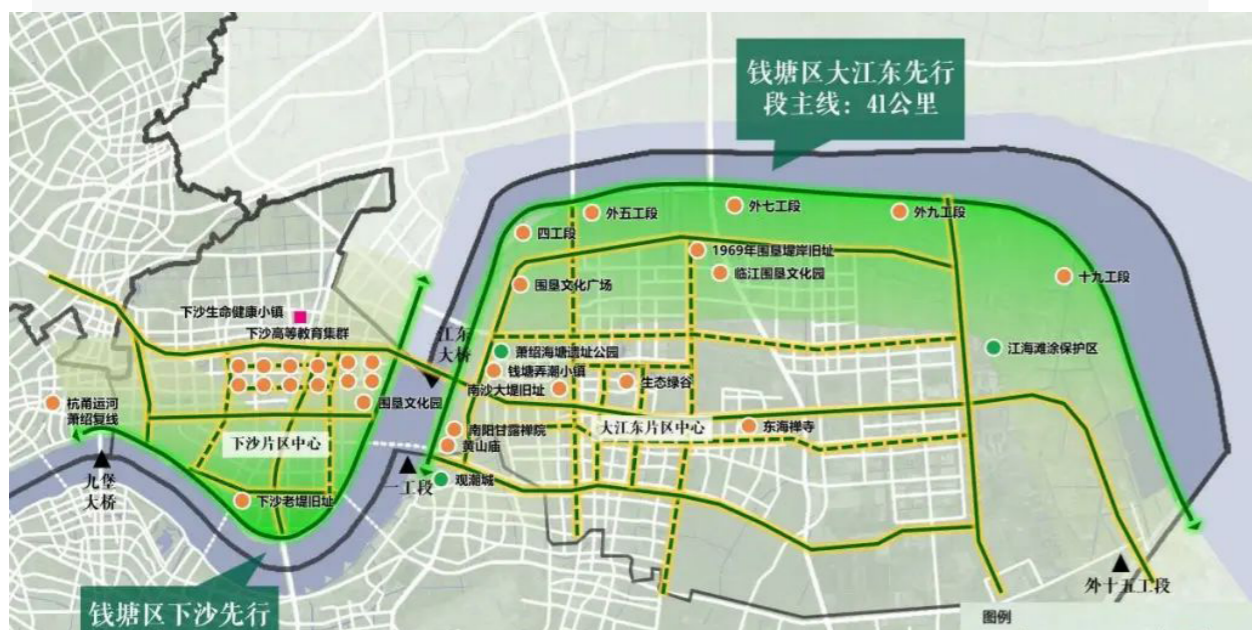 钱塘区大江东先行
段主线：41公里
外五工段
外七工段
外九工段
四工段
1969年围垦堤岸旧址
临江围垦文化园
十九工段
围垦文化广场
下沙生命健康小镇
下沙高等教育集群
江东
大桥
萧绍海塘遗址公园
江海滩涂保护区
钱塘弄潮小镇
南沙大堤旧址
生态绿谷
杭甬运河
萧绍复线
围垦文化园
下沙片区中心
南阳甘露禅院
大江东片区中心
东海禅寺
黄山庙
九堡
大桥
一工段
观潮城
下沙老堤旧址
外十五工段
钱塘区下沙先行
图例